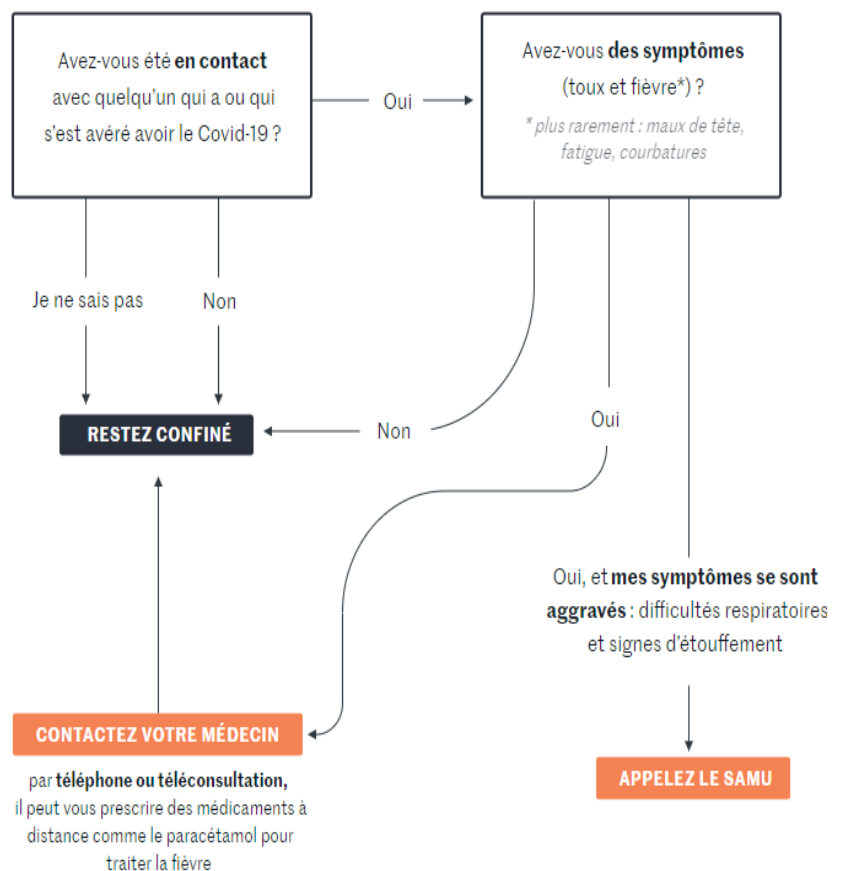 Avez-vous été en contact
avec quelqu'un qui a ou qui
s'est avéré avoir le Covid-19 ?
Oui
Avez-vous des symptômes
(toux et fièvre*) ?
* plus rarement : maux de tête,
fatigue, courbatures
Je ne sais pas
Non
RESTEZ CONFINÉ
Non
Oui
Oui, et mes symptômes se sont
aggravés : difficultés respiratoires
et signes d'étouffement
CONTACTEZ VOTRE MÉDECIN
par téléphone ou téléconsultation,
il peut vous prescrire des médicaments à
distance comme le paracétamol pour
traiter la fièvre
APPELEZ LE SAMU